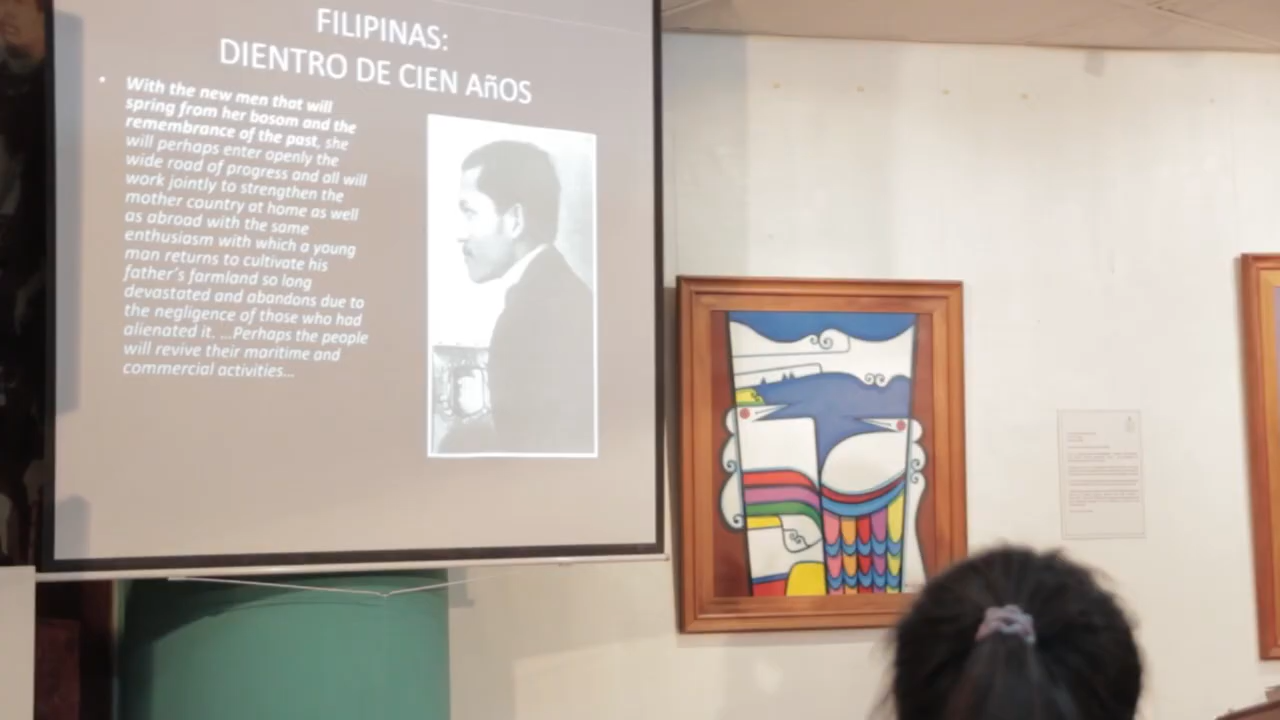 FILIPINAS:
DIENTRO DE CIEN AñOS
• With the new men that will
spring from her bosom and the
remembrance of the past, she
will perhaps enter openly the
wide road of progress and all will
work jointly to strengthen the
mother country at home as well
as abroad with the same
enthusiasm with which a young
man returns to cultivate his
father's farmland so long
devastated and abandons due to
the negligence of those who had
alienated it. ...Perhaps the people
will revive their maritime and
commercial activities...